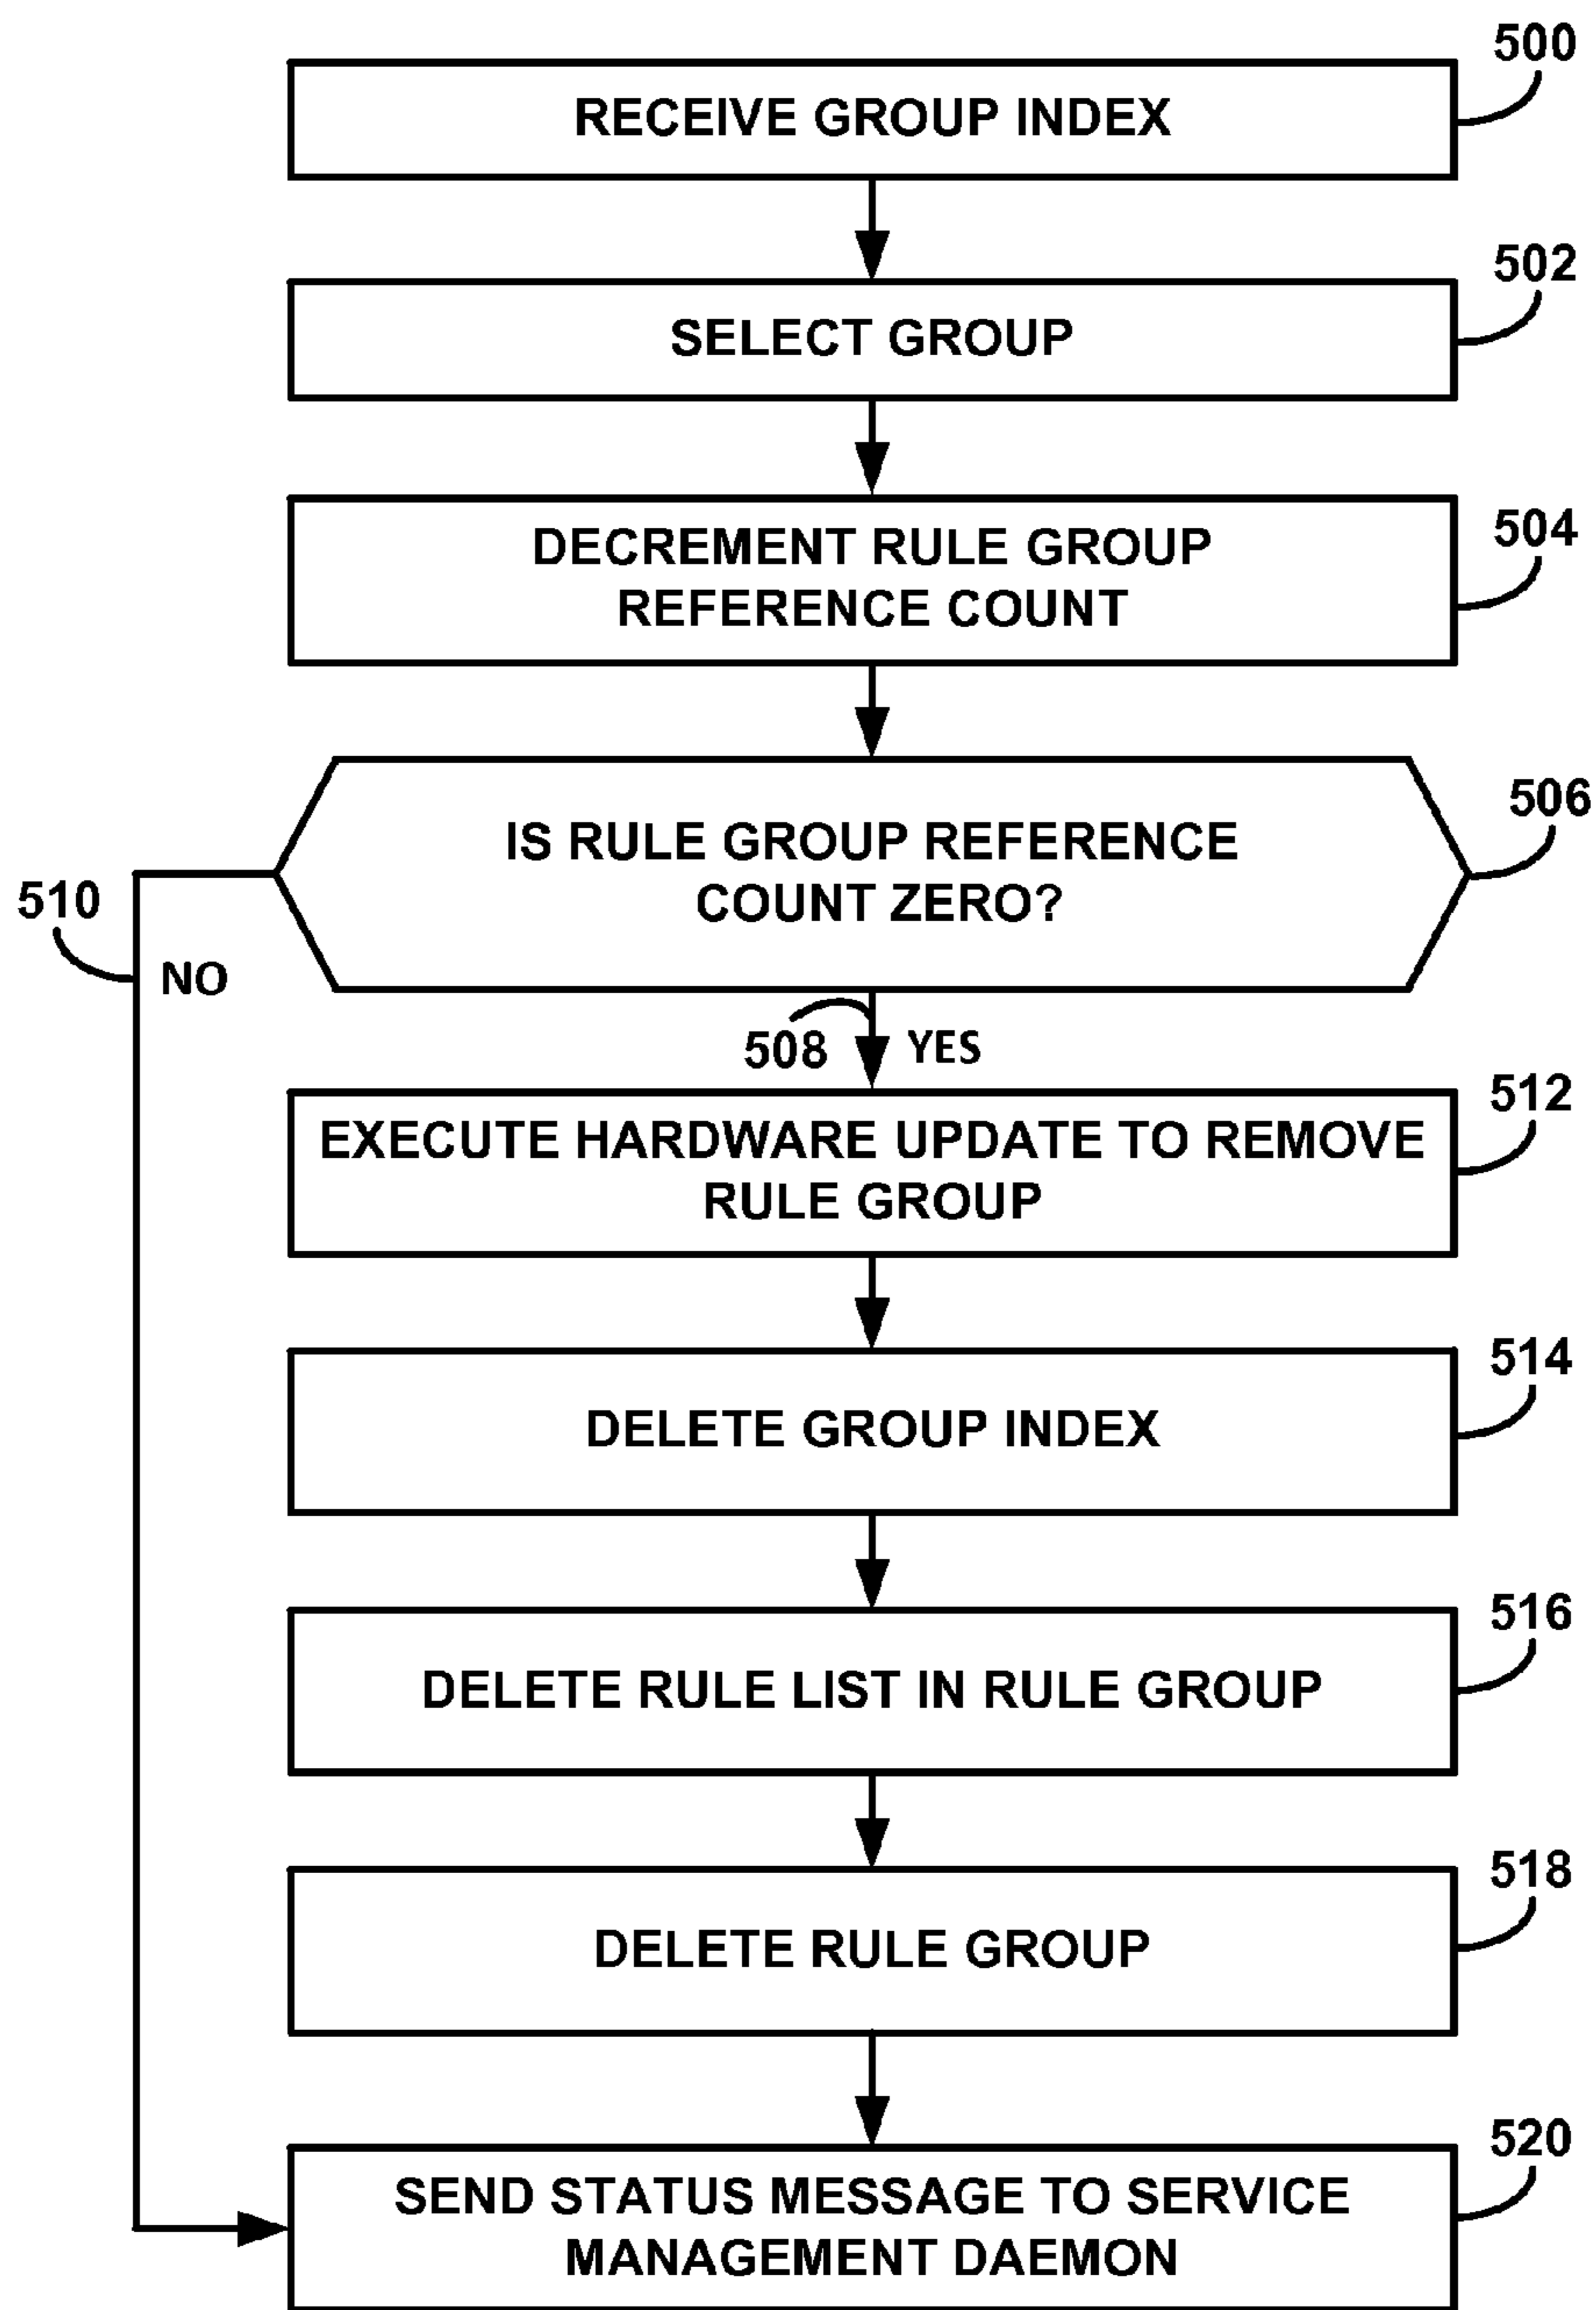 500
RECEIVE GROUP INDEX
502
SELECT GROUP
504
DECREMENT RULE GROUP
REFERENCE COUNT
506
IS RULE GROUP REFERENCE
COUNT ZERO?
510
NO
508
YES
512
EXECUTE HARDWARE UPDATE TO REMOVE
RULE GROUP
514
DELETE GROUP INDEX
516
DELETE RULE LIST IN RULE GROUP
518
DELETE RULE GROUP
520
SEND STATUS MESSAGE TO SERVICE
MANAGEMENT DAEMON